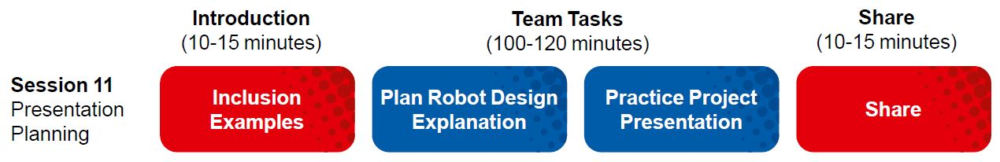 Introduction
(10-15 minutes)
Team Tasks
(100-120 minutes)
Share
(10-15 minutes)
Session 11
Presentation
Planning
Inclusion
Examples
Plan Robot Design
Explanation
Practice Project
Presentation
Share